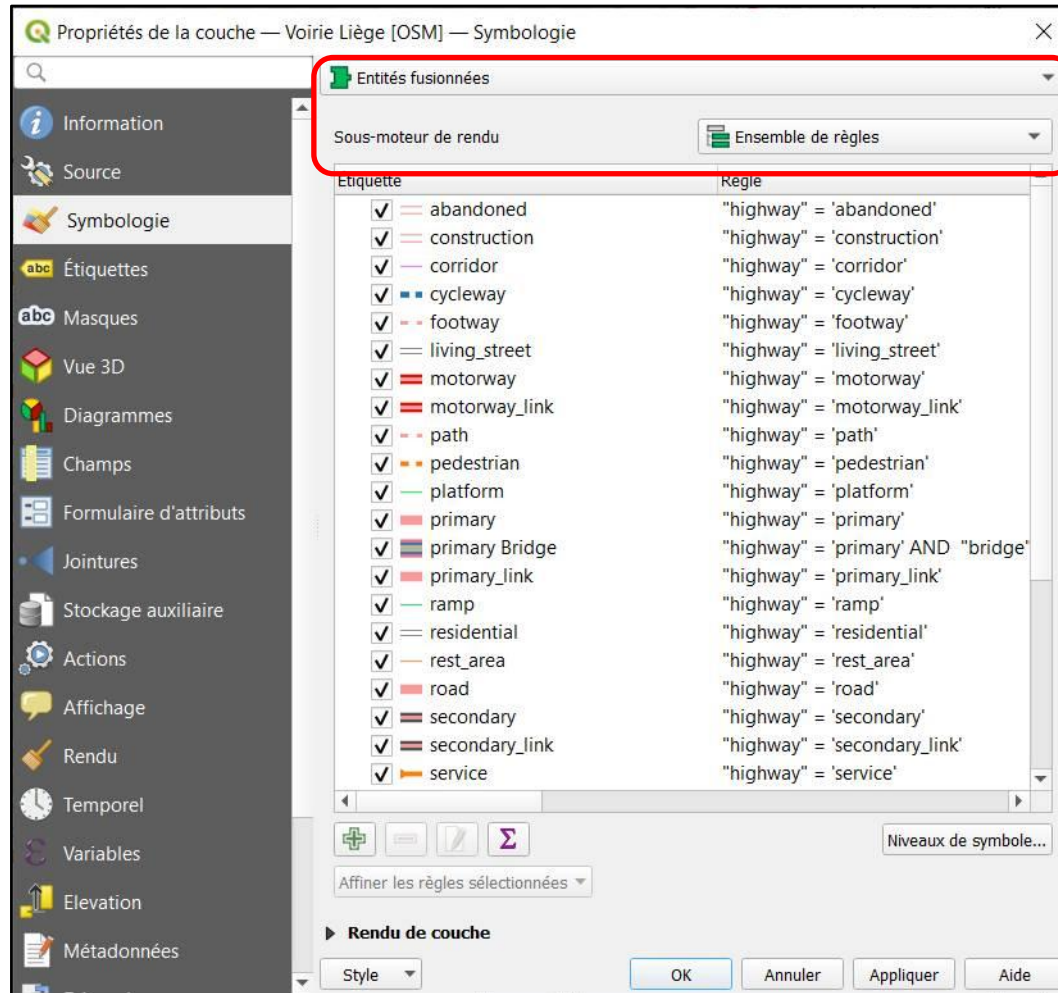 Propriétés de la couche — Voirie Liège [OSM] — Symbologie
Information
Source
Symbologie
abc Étiquettes
abc Masques
Vue 3D
Diagrammes
Champs
Formulaire d'attributs
Jointures
Stockage auxiliaire
Actions
Affichage
Rendu
Temporel
Variables
Elevation
Métadonnées
Entités fusionnées
Sous-moteur de rendu Ensemble de règles
Étiquette Règle
abandoned "highway" = 'abandoned'
construction "highway" = 'construction'
corridor "highway" = 'corridor'
cycleway "highway" = 'cycleway'
footway "highway" = 'footway'
living_street "highway" = 'living_street'
motorway "highway" = 'motorway'
motorway_link "highway" = 'motorway_link'
path "highway" = 'path'
pedestrian "highway" = 'pedestrian'
platform "highway" = 'platform'
primary "highway" = 'primary'
primary Bridge "highway" = 'primary' AND "bridge"
primary_link "highway" = 'primary_link'
ramp "highway" = 'ramp'
residential "highway" = 'residential'
rest_area "highway" = 'rest_area'
road "highway" = 'road'
secondary "highway" = 'secondary'
secondary_link "highway" = 'secondary_link'
service "highway" = 'service'
Σ Niveaux de symbole...
Affiner les règles sélectionnées
Rendu de couche
Style OK Annuler Appliquer Aide